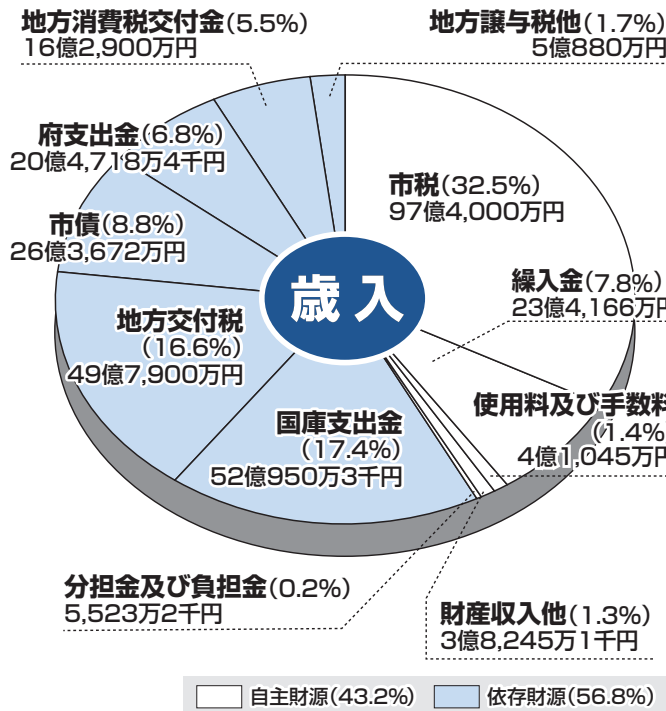 地方消費税交付金(5.5%)
16億2,900万円
地方譲与税他(1.7%)
5億880万円
府支出金(6.8%)
20億4,718万4千円
市税(32.5%)
97億4,000万円
市債(8.8%)
26億3,672万円
繰入金(7.8%)
23億4,166万円
歳入
地方交付税
(16.6%)
49億7,900万円
使用料及び手数料
(1.4%)
4億1,045万円
国庫支出金
(17.4%)
52億950万3千円
分担金及び負担金(0.2%)
5,523万2千円
財産収入他(1.3%)
3億8,245万1千円
自主財源(43.2%) 依存財源(56.8%)